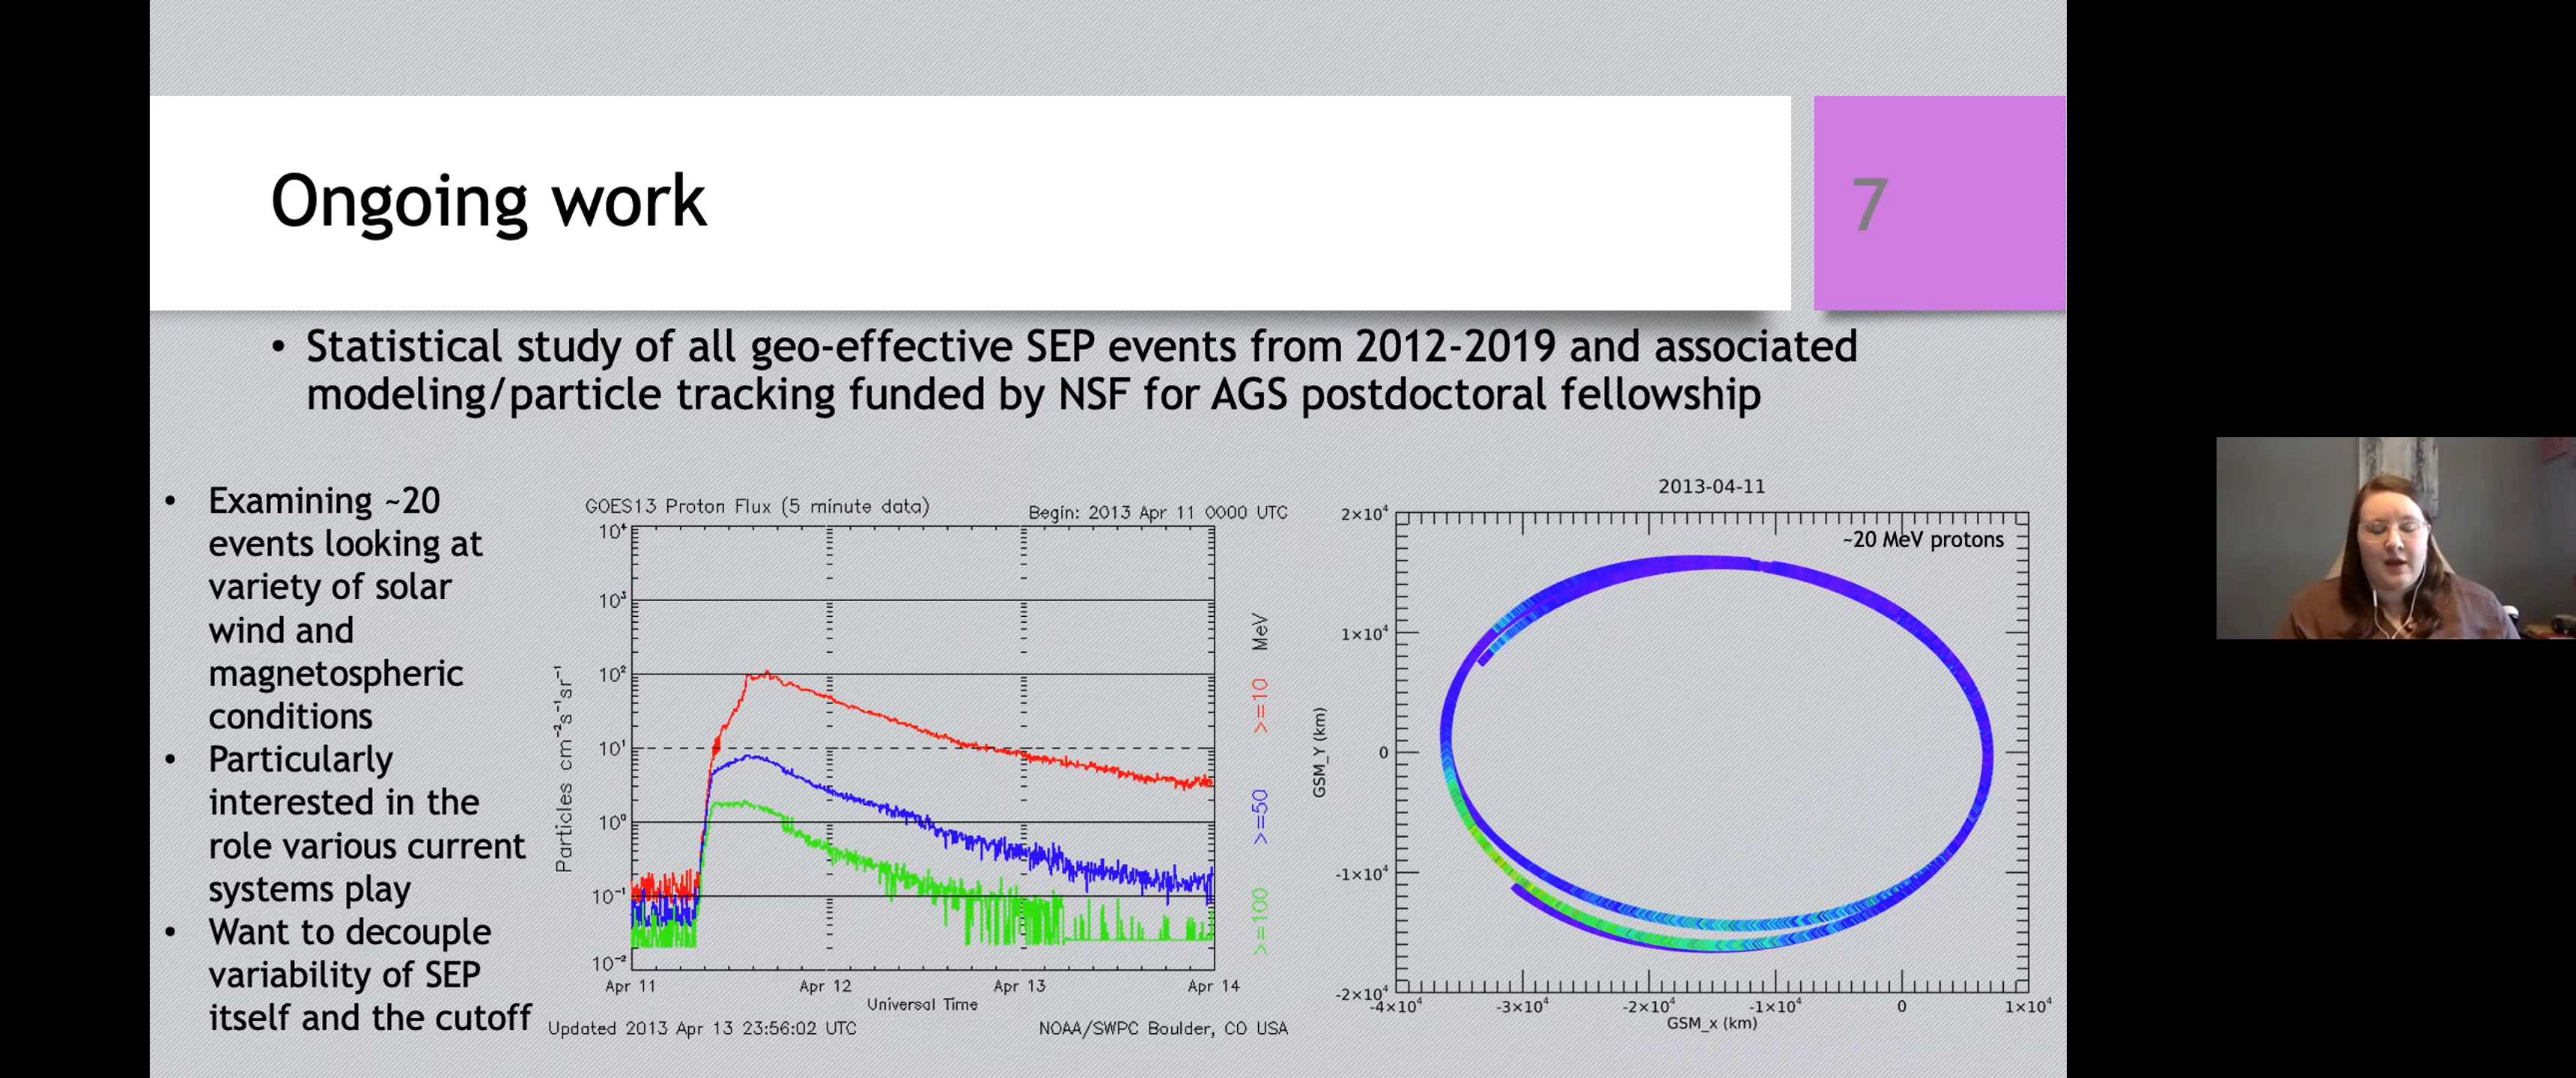 Ongoing work
7
• Statistical study of all geo-effective SEP events from 2012-2019 and associated
modeling/particle tracking funded by NSF for AGS postdoctoral fellowship
• Examining ~20
events looking at
variety of solar
wind and
magnetospheric
conditions
• Particularly
interested in the
role various current
systems play
• Want to decouple
variability of SEP
itself and the cutoff
GOES13 Proton Flux (5 minute data)
Begin: 2013 Apr 11 0000 UTC
10⁴
10³
10²
10¹
10⁰
10⁻¹
10⁻²
Particles cm⁻²s⁻¹sr⁻¹
MeV
>=10
>=50
>=100
Apr 11
Apr 12
Apr 13
Apr 14
Universal Time
Updated 2013 Apr 13 23:56:02 UTC
NOAA/SWPC Boulder, CO USA
2013-04-11
~20 MeV protons
2×10⁴
1×10⁴
0
-1×10⁴
-2×10⁴
GSM_Y (km)
-4×10⁴
-3×10⁴
-2×10⁴
-1×10⁴
0
1×10⁴
GSM_x (km)